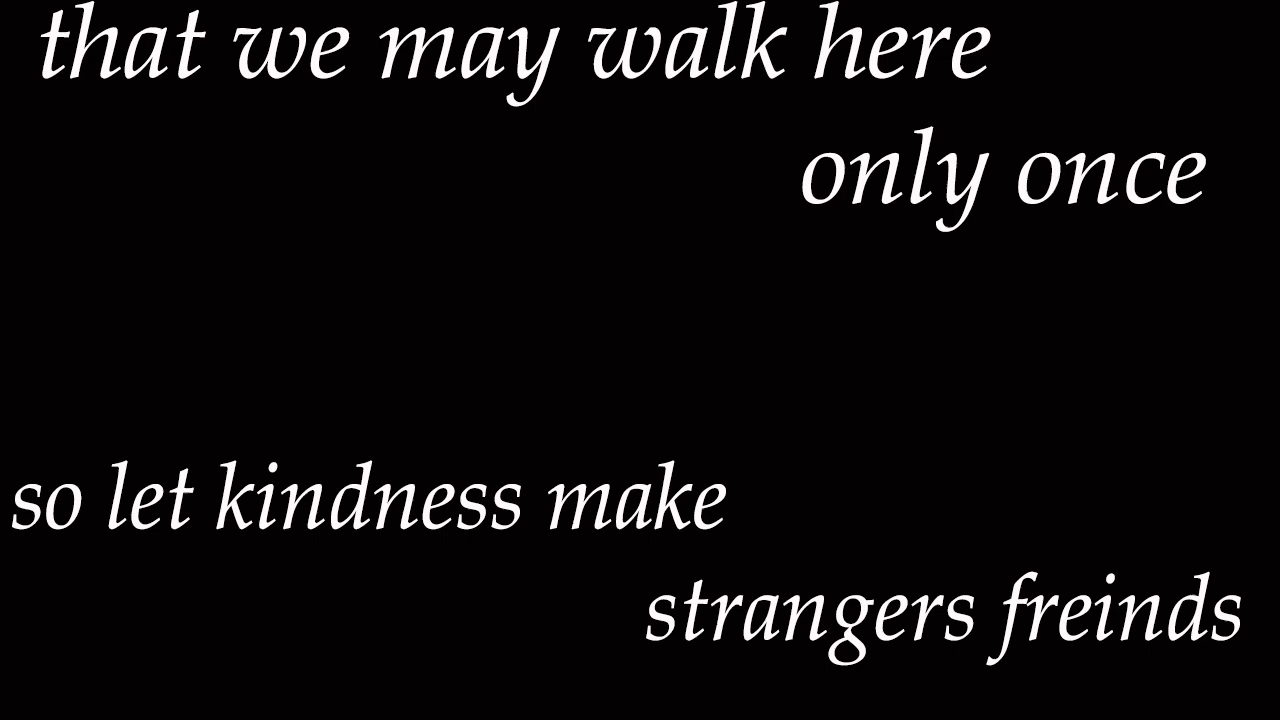 that we may walk here
only once
so let kindness make
strangers freinds